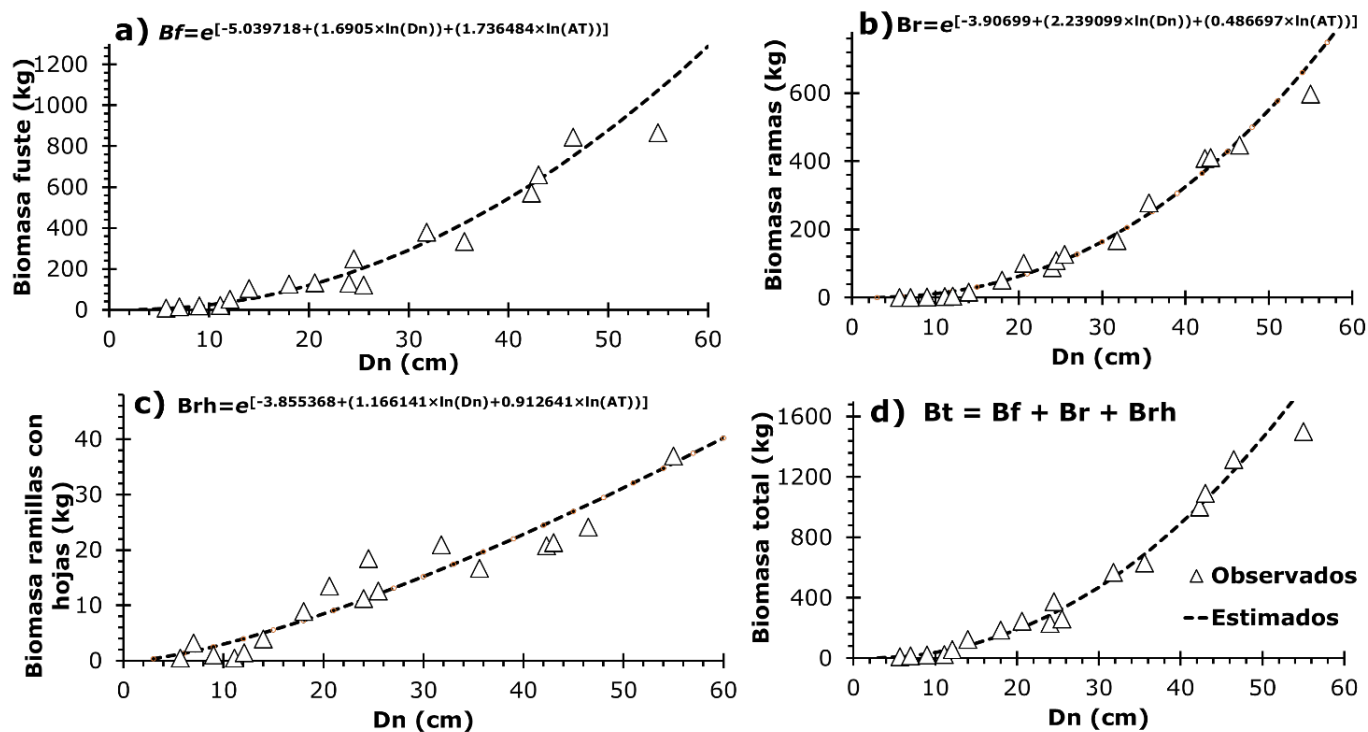 a) Bf=e[-5.039718+(1.6905×ln(Dn))+(1.736484×ln(AT))]
Biomasa fuste (kg)
1200
1000
800
600
400
200
0
0 10 20 30 40 50 60
Dn (cm)
b) Br=e[-3.90699+(2.239099×ln(Dn))+(0.486697×ln(AT))]
Biomasa ramas (kg)
600
400
200
0
0 10 20 30 40 50 60
Dn (cm)
c) Brh=e[-3.855368+(1.166141×ln(Dn)+0.912641×ln(AT))]
Biomasa ramillas con
hojas (kg)
40
30
20
10
0
0 10 20 30 40 50 60
Dn (cm)
d) Bt = Bf + Br + Brh
Biomasa total (kg)
1600
1200
800
400
0
0 10 20 30 40 50 60
Dn (cm)
Observados
Estimados